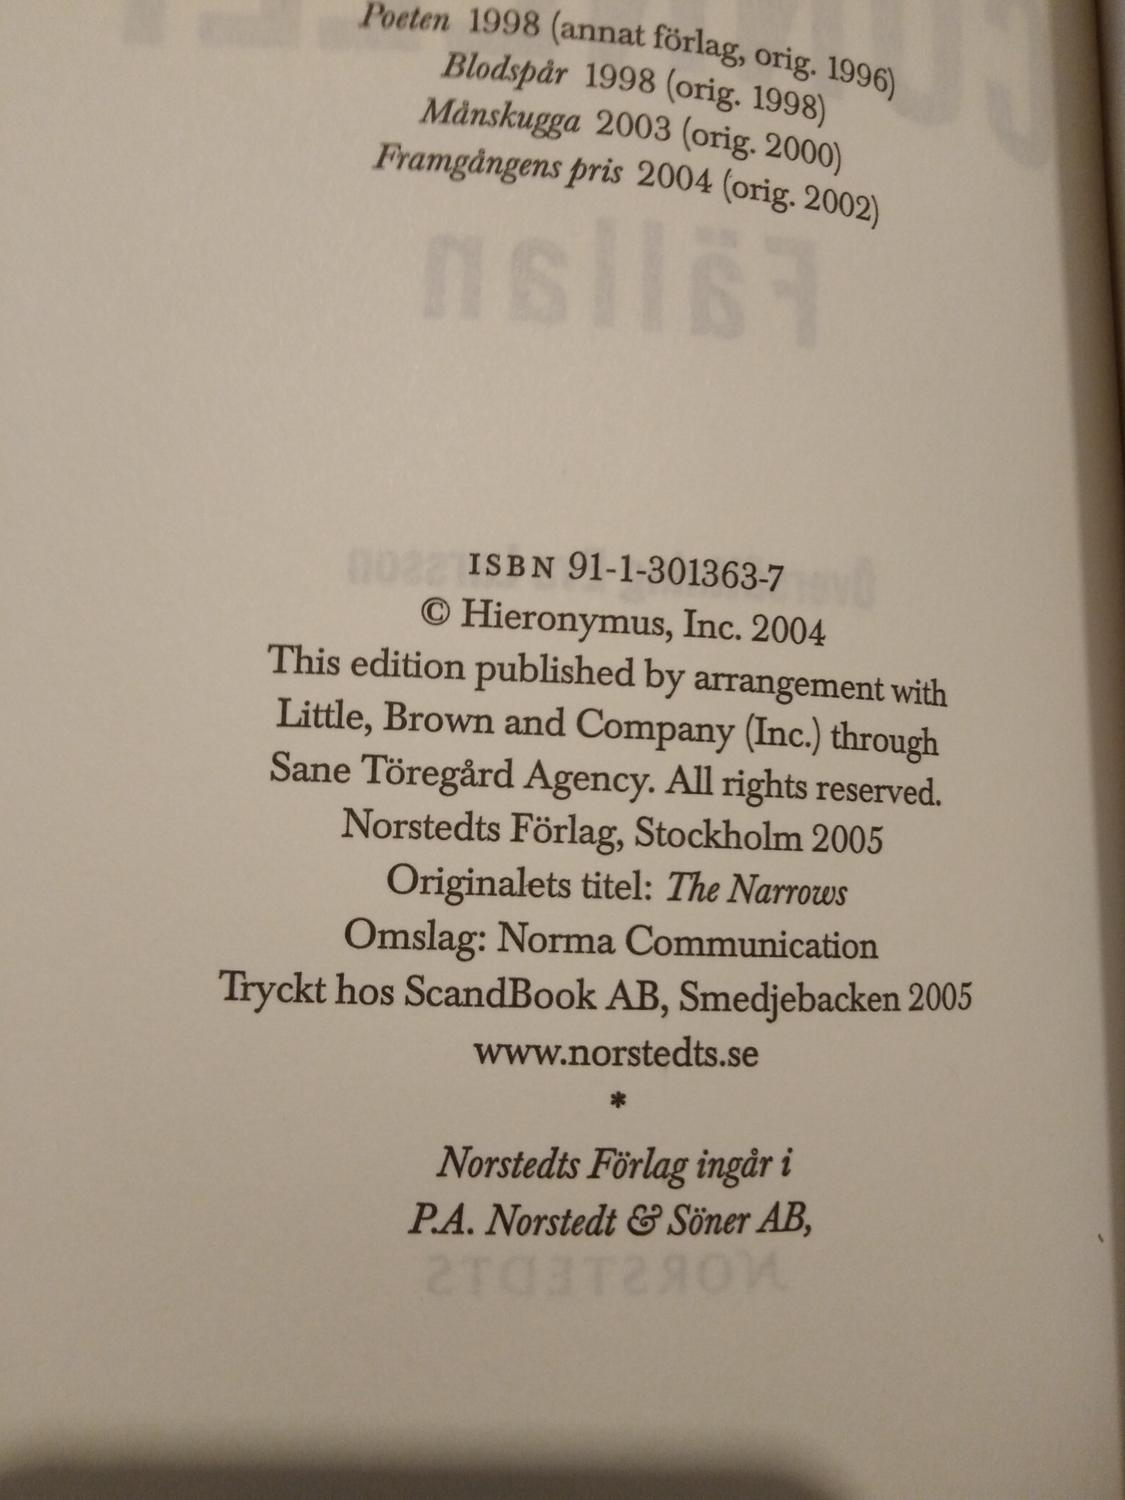 Poeten 1998 (annat förlag, orig. 1996)
Blodspår 1998 (orig. 1998)
Månskugga 2003 (orig. 2000)
Framgångens pris 2004 (orig. 2002)
Fällan
ISBN 91-1-301363-7
© Hieronymus, Inc. 2004
This edition published by arrangement with
Little, Brown and Company (Inc.) through
Sane Töregård Agency. All rights reserved.
Norstedts Förlag, Stockholm 2005
Originalets titel: The Narrows
Omslag: Norma Communication
Tryckt hos ScandBook AB, Smedjebacken 2005
www.norstedts.se
*
Norstedts Förlag ingår i
P.A. Norstedt & Söner AB,
NORSTEDTS